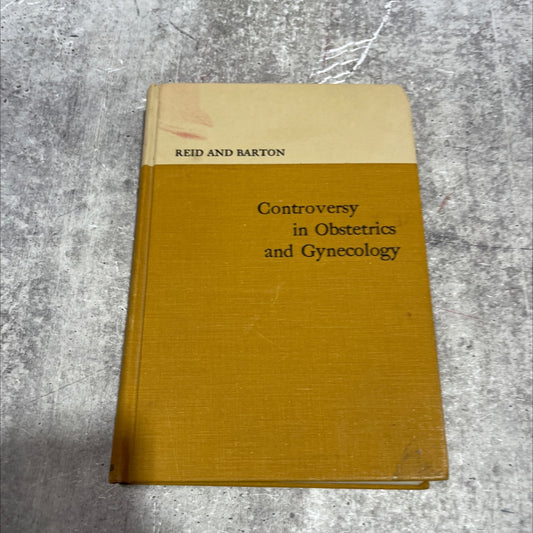 REID AND BARTON
Controversy
in Obstetrics
and Gynecology